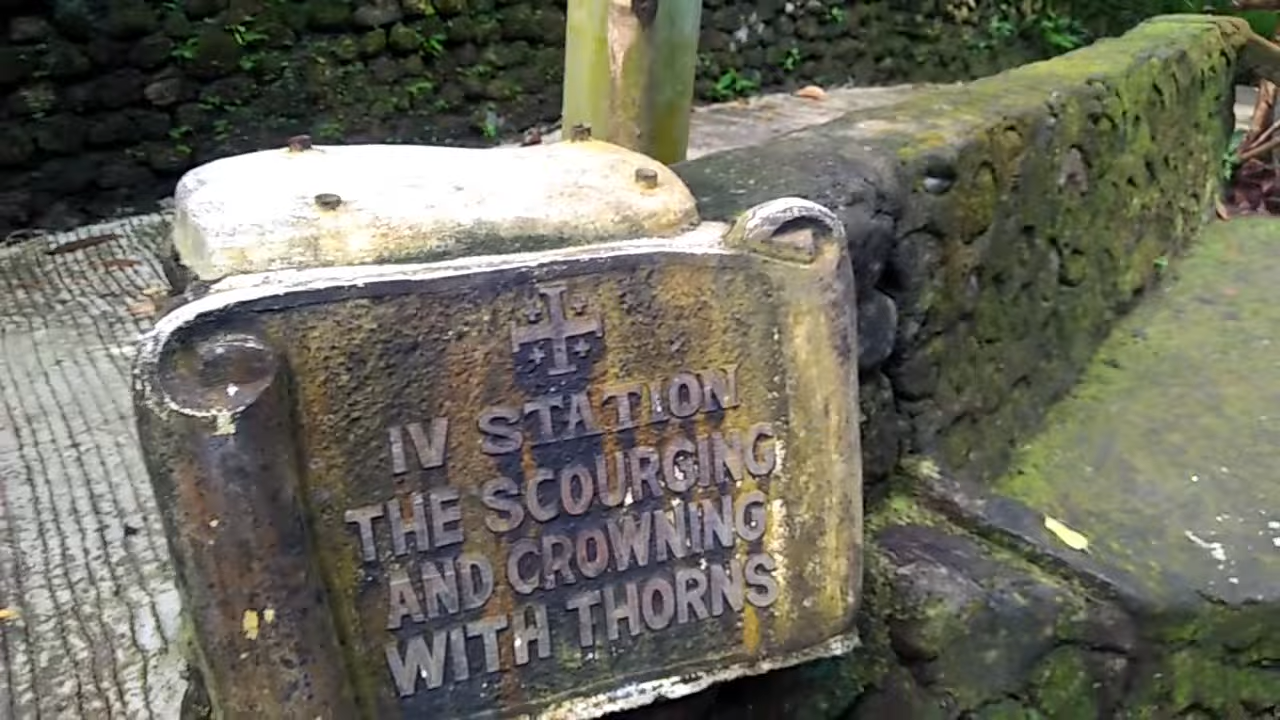 IV STATION
THE SCOURGING
AND CROWNING
WITH THORNS